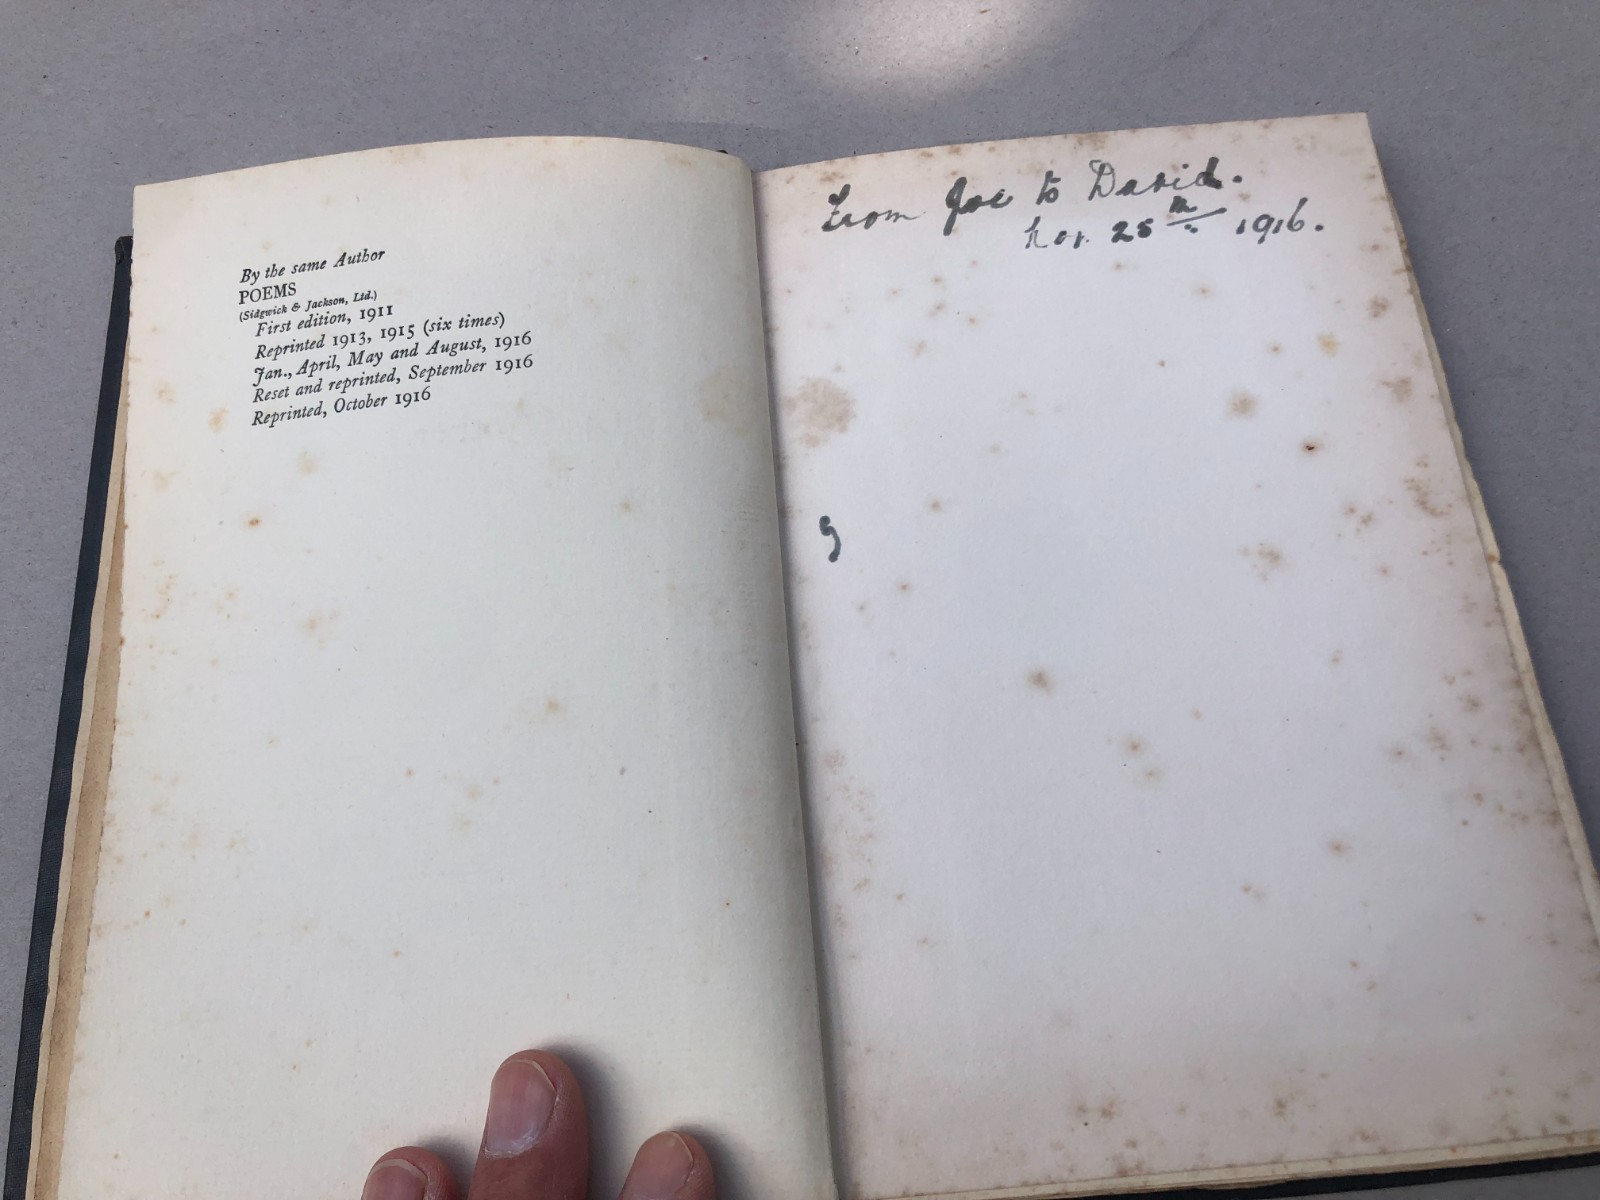 By the same Author
POEMS
(Sidgwick & Jackson, Ltd.)
First edition, 1911
Reprinted 1913, 1915 (six times)
Jan., April, May and August, 1916
Reset and reprinted, September 1916
Reprinted, October 1916
From Joe to David.
Nov. 25th 1916.
g